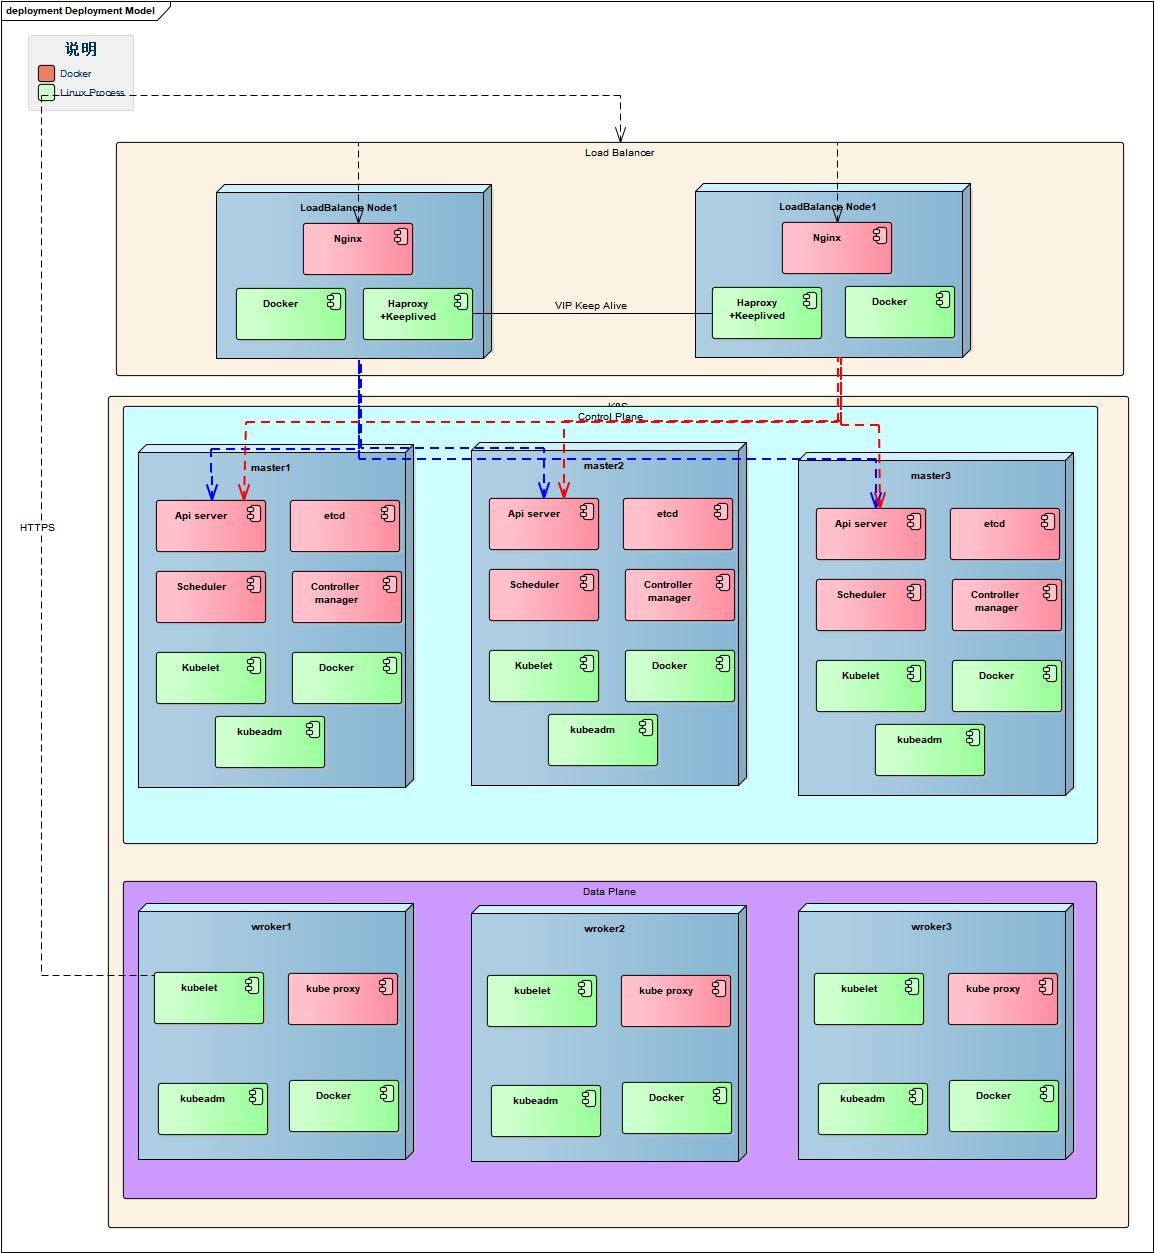 deployment Deployment Model
说明
Docker
Linux Process
Load Balancer
LoadBalance Node1
Nginx
Docker
Haproxy
+Keeplived
VIP Keep Alive
LoadBalance Node1
Nginx
Haproxy
+Keeplived
Docker
K8S
Control Plane
master1
Api server
etcd
Scheduler
Controller
manager
Kubelet
Docker
kubeadm
master2
Api server
etcd
Scheduler
Controller
manager
Kubelet
Docker
kubeadm
master3
Api server
etcd
Scheduler
Controller
manager
Kubelet
Docker
kubeadm
HTTPS
Data Plane
wroker1
kubelet
kube proxy
kubeadm
Docker
wroker2
kubelet
kube proxy
kubeadm
Docker
wroker3
kubelet
kube proxy
kubeadm
Docker